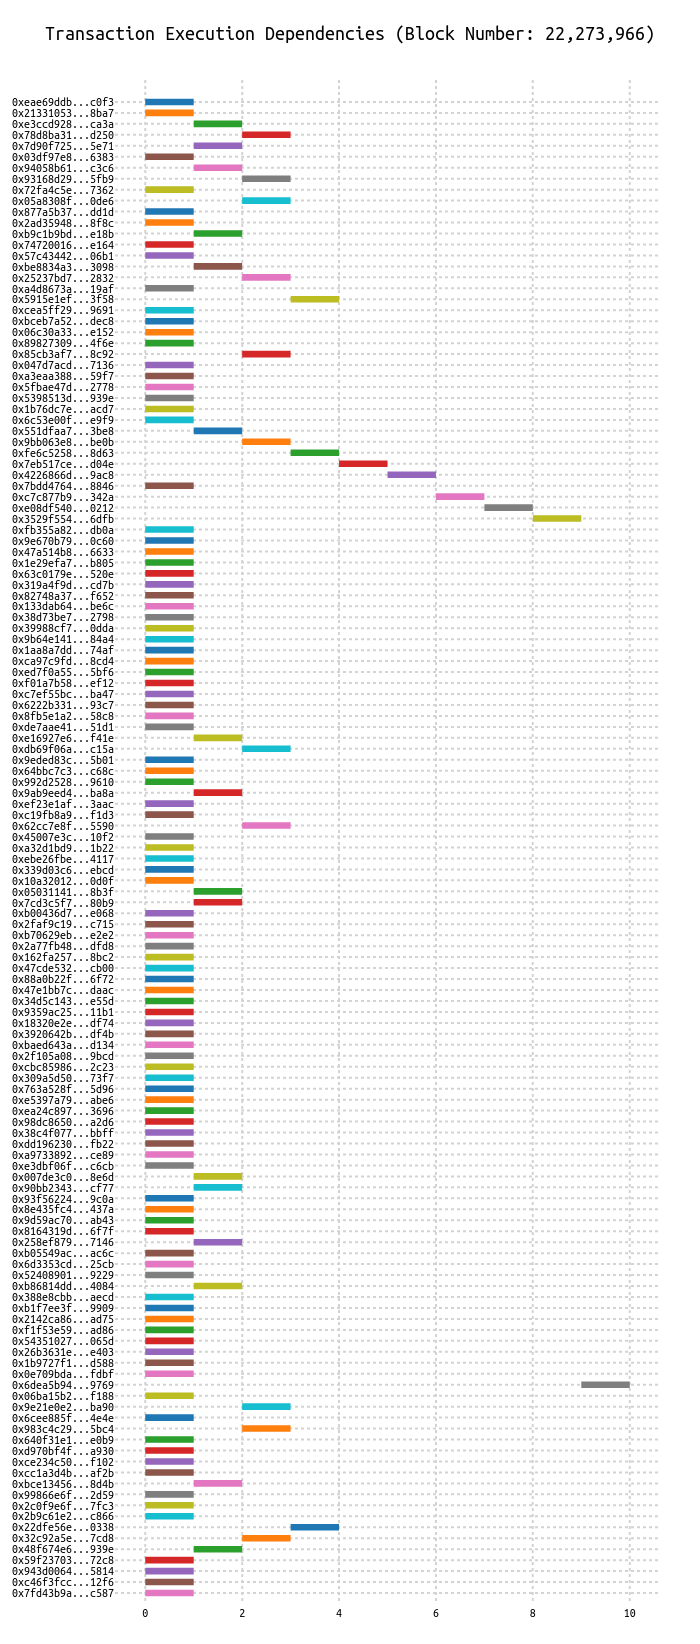 Transaction Execution Dependencies (Block Number: 22,273,966)
0xeae69ddb...c0f3
0x21331053...8ba7
0xe3ccd928...ca3a
0x78d8ba31...d250
0x7d90f725...5e71
0x03df97e8...6383
0x94058b61...c3c6
0x93168d29...5fb9
0x72fa4c5e...7362
0x05a8308f...0de6
0x877a5b37...dd1d
0x2ad35948...8f8c
0xb9c1b9bd...e18b
0x74720016...e164
0x57c43442...06b1
0xbe8834a3...3098
0x25237bd7...2832
0xa4d8673a...19af
0x5915e1ef...3f58
0xcea5ff29...9691
0xbceb7a52...dec8
0x06c30a33...e152
0x89827309...4f6e
0x85cb3af7...8c92
0x047d7acd...7136
0xa3eaa388...59f7
0x5fbae47d...2778
0x5398513d...939e
0x1b76dc7e...acd7
0x6c53e00f...e9f9
0x551dfaa7...3be8
0x9bb063e8...be0b
0xfe6c5258...8d63
0x7eb517ce...d04e
0x4226866d...9ac8
0x7bdd4764...8846
0xc7c877b9...342a
0xe08df540...0212
0x3529f554...6dfb
0xfb355a82...db0a
0x9e670b79...0c60
0x47a514b8...6633
0x1e29efa7...b805
0x63c0179e...520e
0x319a4f9d...cd7b
0x82748a37...f652
0x133dab64...be6c
0x38d73be7...2798
0x39988cf7...0dda
0x9b64e141...84a4
0x1aa8a7dd...74af
0xca97c9fd...8cd4
0xed7f0a55...5bf6
0xf01a7b58...ef12
0xc7ef55bc...ba47
0x6222b331...93c7
0x8fb5e1a2...58c8
0xde7aae41...51d1
0xe16927e6...f41e
0xdb69f06a...c15a
0x9eded83c...5b01
0x64bbc7c3...c68c
0x992d2528...9610
0x9ab9eed4...ba8a
0xef23e1af...3aac
0xc19fb8a9...f1d3
0x62cc7e8f...5590
0x45007e3c...10f2
0xa32d1bd9...1b22
0xebe26fbe...4117
0x339d03c6...ebcd
0x10a32012...0d0f
0x05031141...8b3f
0x7cd3c5f7...80b9
0xb00436d7...e068
0x2faf9c19...c715
0xb70629eb...e2e2
0x2a77fb48...dfd8
0x162fa257...8bc2
0x47cde532...cb00
0x88a0b22f...6f72
0x47e1bb7c...daac
0x34d5c143...e55d
0x9359ac25...11b1
0x18320e2e...df74
0x3920642b...df4b
0xbaed643a...d134
0x2f105a08...9bcd
0xcbc85986...2c23
0x309a5d50...73f7
0x763a528f...5d96
0xe5397a79...abe6
0xea24c897...3696
0x98dc8650...a2d6
0x38c4f077...bbff
0xdd196230...fb22
0xa9733892...ce89
0xe3dbf06f...c6cb
0x007de3c0...8e6d
0x90bb2343...cf77
0x93f56224...9c0a
0x8e435fc4...437a
0x9d59ac70...ab43
0x8164319d...6f7f
0x258ef879...7146
0xb05549ac...ac6c
0x6d3353cd...25cb
0x52408901...9229
0xb86814dd...4084
0x388e8cbb...aecd
0xb1f7ee3f...9909
0x2142ca86...ad75
0xf1f53e59...ad86
0x54351027...065d
0x26b3631e...e403
0x1b9727f1...d588
0x0e709bda...fdbf
0x6dea5b94...9769
0x06ba15b2...f188
0x9e21e0e2...ba90
0x6cee885f...4e4e
0x983c4c29...5bc4
0x640f31e1...e0b9
0xd970bf4f...a930
0xce234c50...f102
0xcc1a3d4b...af2b
0xbce13456...8d4b
0x99866e6f...2d59
0x2c0f9e6f...7fc3
0x2b9c61e2...c866
0x22dfe56e...0338
0x32c92a5e...7cd8
0x48f674e6...939e
0x59f23703...72c8
0x943d0064...5814
0xc46f3fcc...12f6
0x7fd43b9a...c587
0 2 4 6 8 10